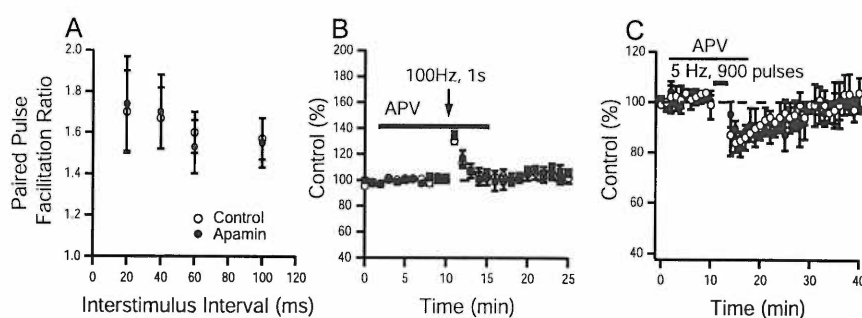 A
Paired Pulse
Facilitation Ratio
2.0
1.8
1.6
1.4
1.2
1.0
Control
Apamin
0 20 40 60 80 100 120
Interstimulus Interval (ms)
B
Control (%)
200
180
160
140
120
100
80
60
40
100Hz, 1s
APV
0 5 10 15 20 25
Time (min)
C
Control (%)
120
100
80
60
40
APV
5 Hz, 900 pulses
0 10 20 30 40
Time (min)